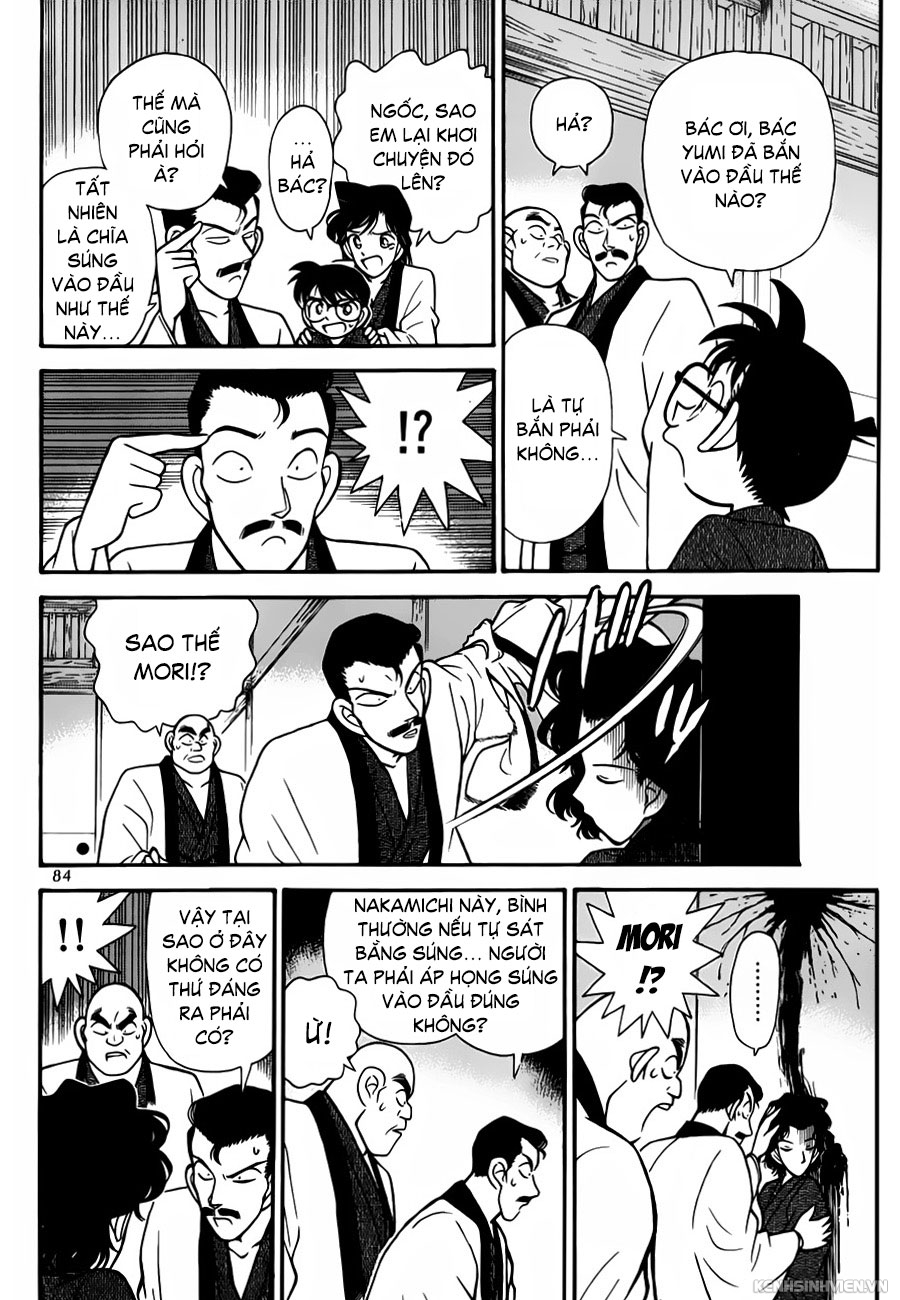 BÁC ƠI, BÁC
YUMI ĐÃ BẮN
VÀO ĐẦU THẾ
NÀO?
HẢ?
LÀ TỰ
BẮN PHẢI
KHÔNG...
NGỐC, SAO
EM LẠI KHƠI
CHUYỆN ĐÓ
LÊN?
...
HẢ
BÁC?
THẾ MÀ
CŨNG
PHẢI HỎI
À?
TẤT
NHIÊN
LÀ CHĨA
SÚNG
VÀO ĐẦU
NHƯ THẾ
NÀY...
!?
SAO THẾ
MORI!?
84
........
MORI
!?
NAKAMICHI NÀY, BÌNH
THƯỜNG NẾU TỰ SÁT
BẰNG SÚNG... NGƯỜI
TA PHẢI ÁP HỌNG SÚNG
VÀO ĐẦU ĐÚNG
KHÔNG?
Ừ!
VẬY TẠI
SAO Ở ĐÂY
KHÔNG CÓ
THỨ ĐÁNG
RA PHẢI
CÓ?
!!
KENHSINHVIEN.VN